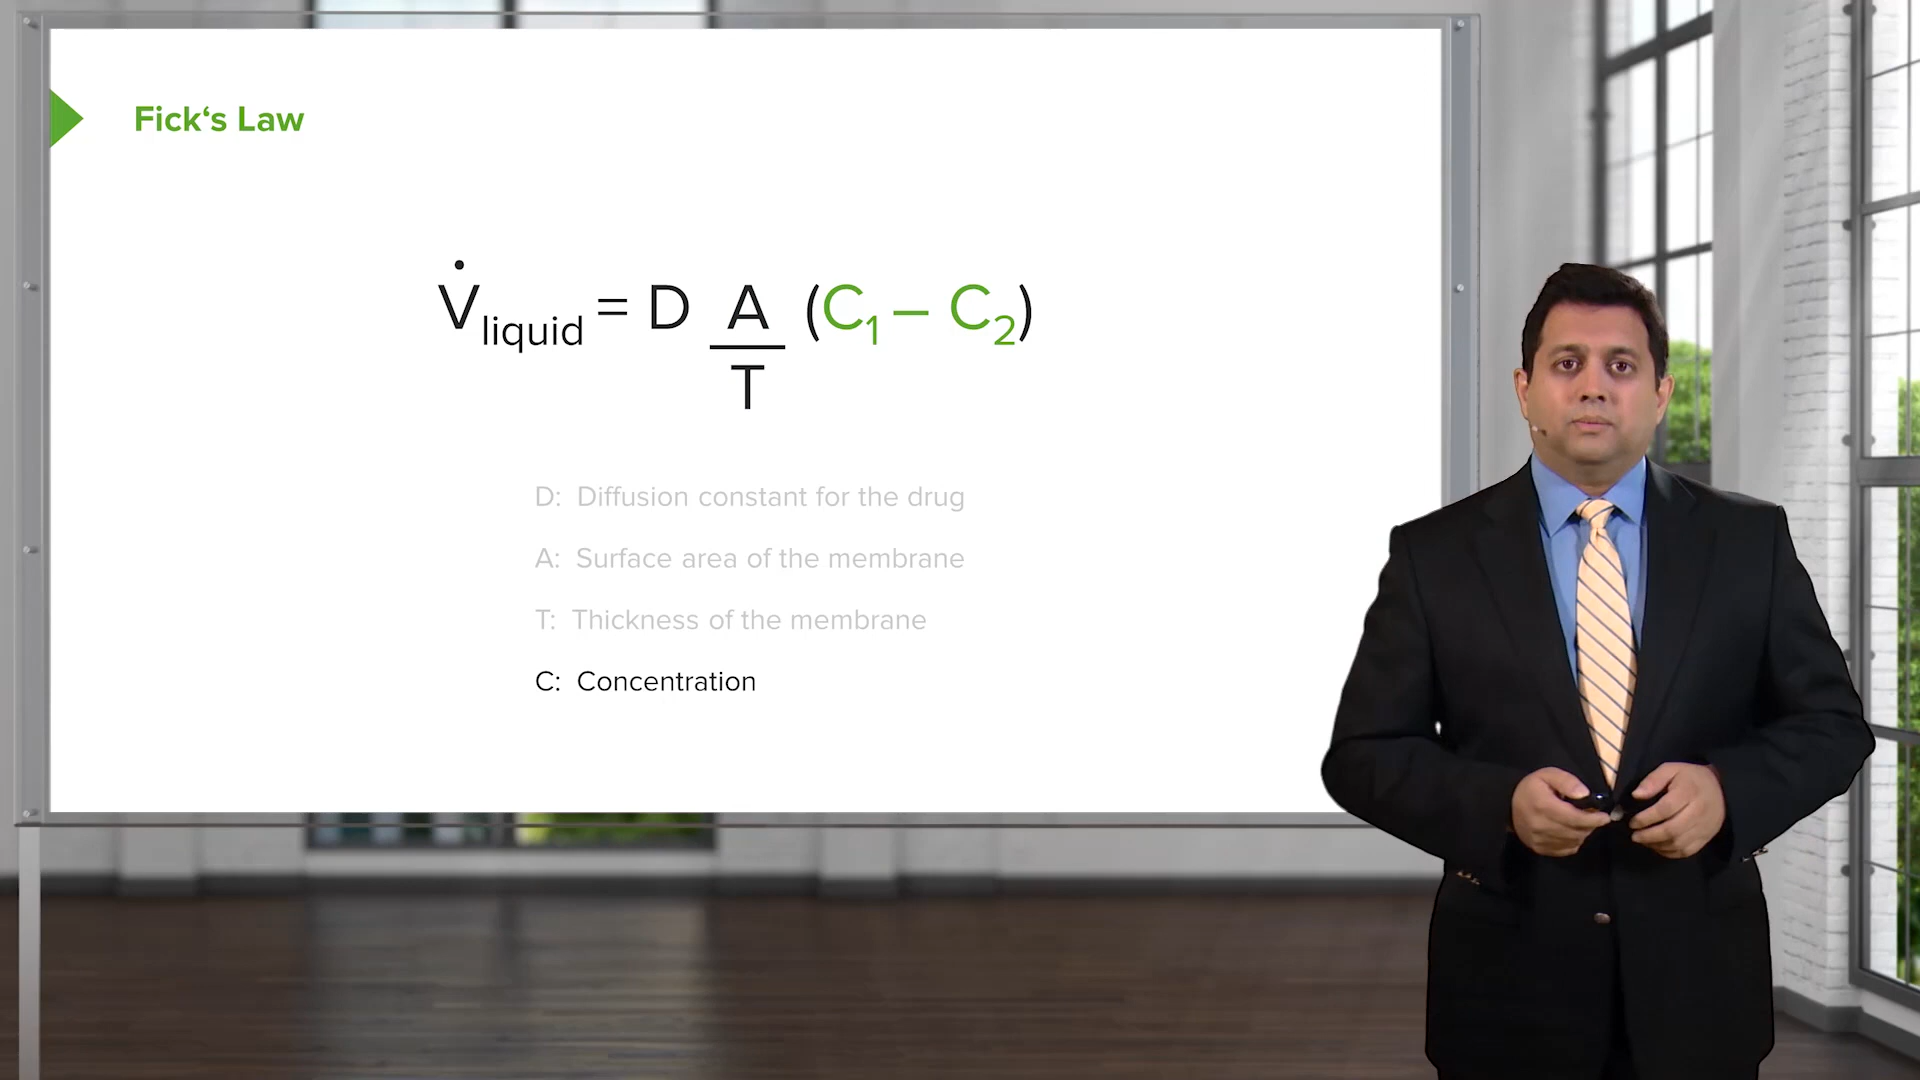 Fick‘s Law
V̇liquid = D A (C1 – C2)
T
D: Diffusion constant for the drug
A: Surface area of the membrane
T: Thickness of the membrane
C: Concentration